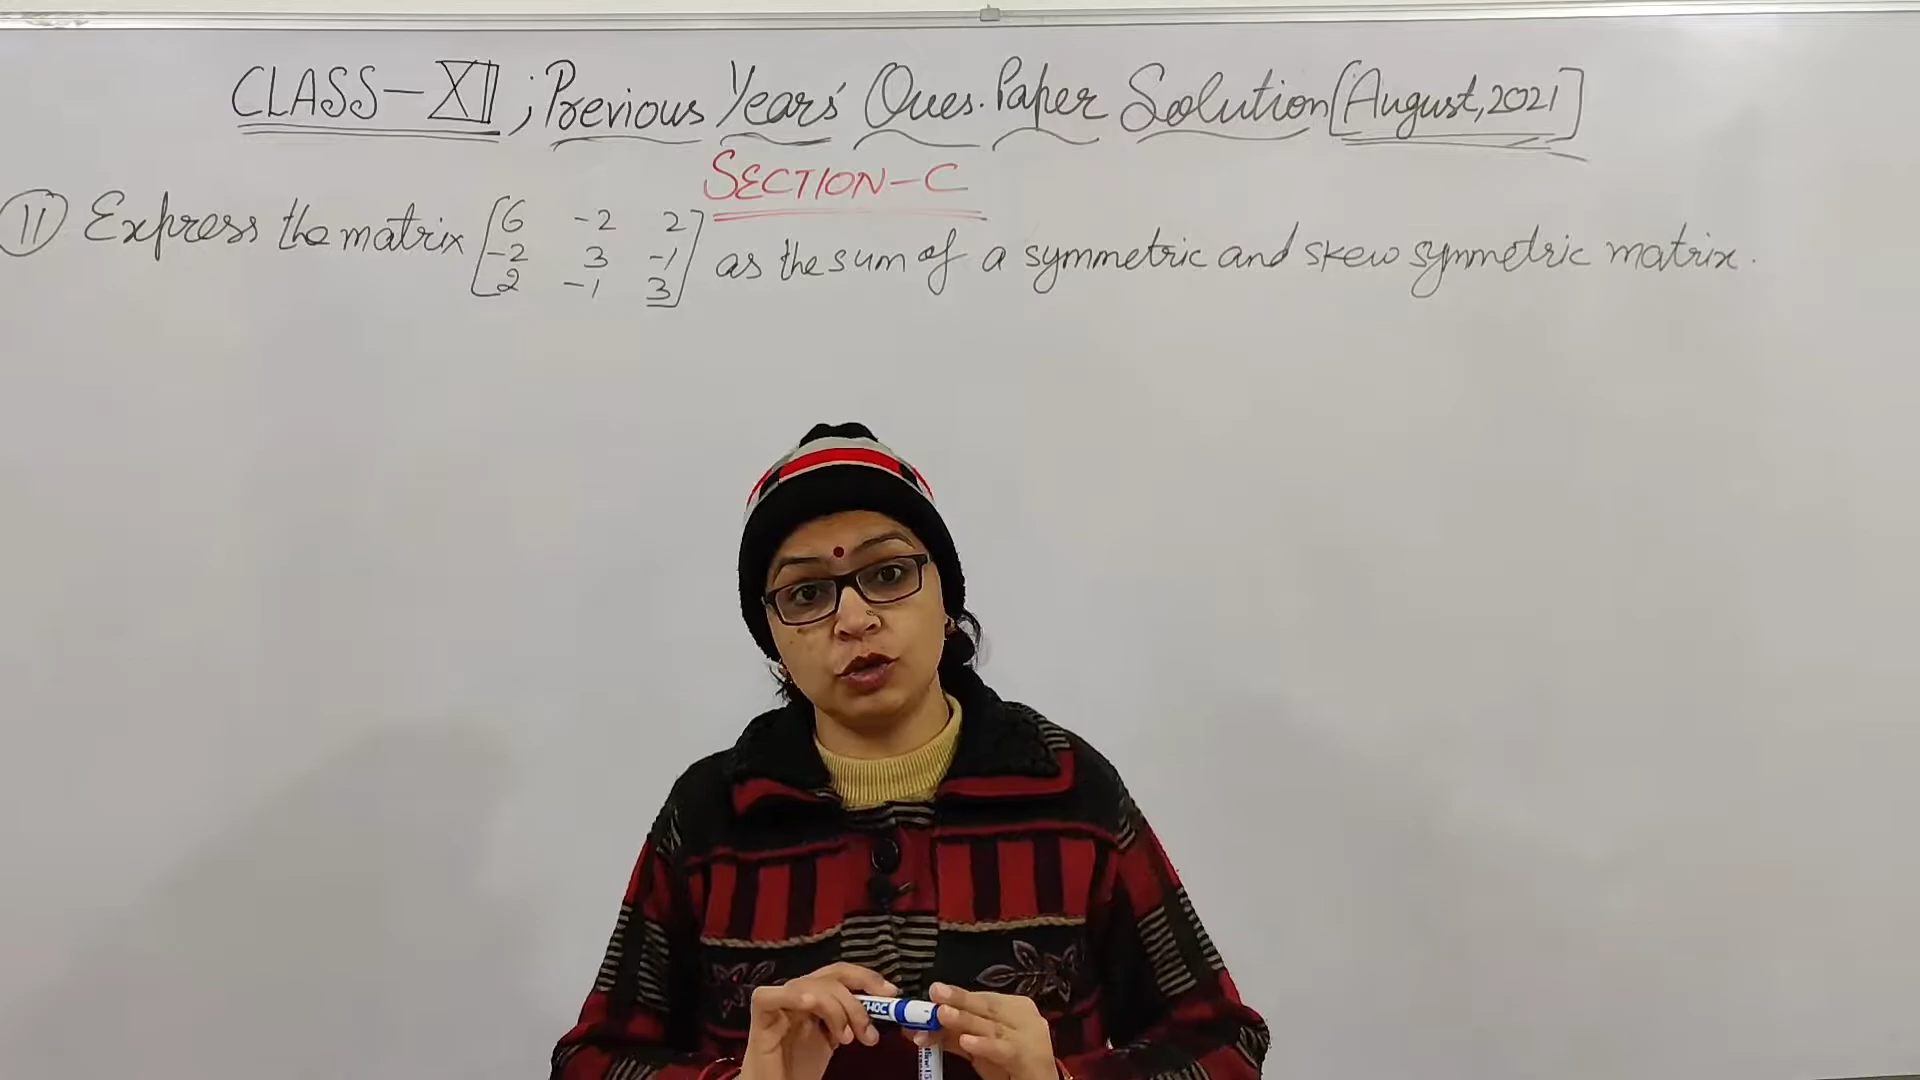 CLASS-XII; Previous Years' Ques. Paper Solution [August, 2021]
SECTION-C
11 Express the matrix [6 -2 2 as the sum of a symmetric and skew symmetric matrix.
-2 3 -1
2 -1 3]